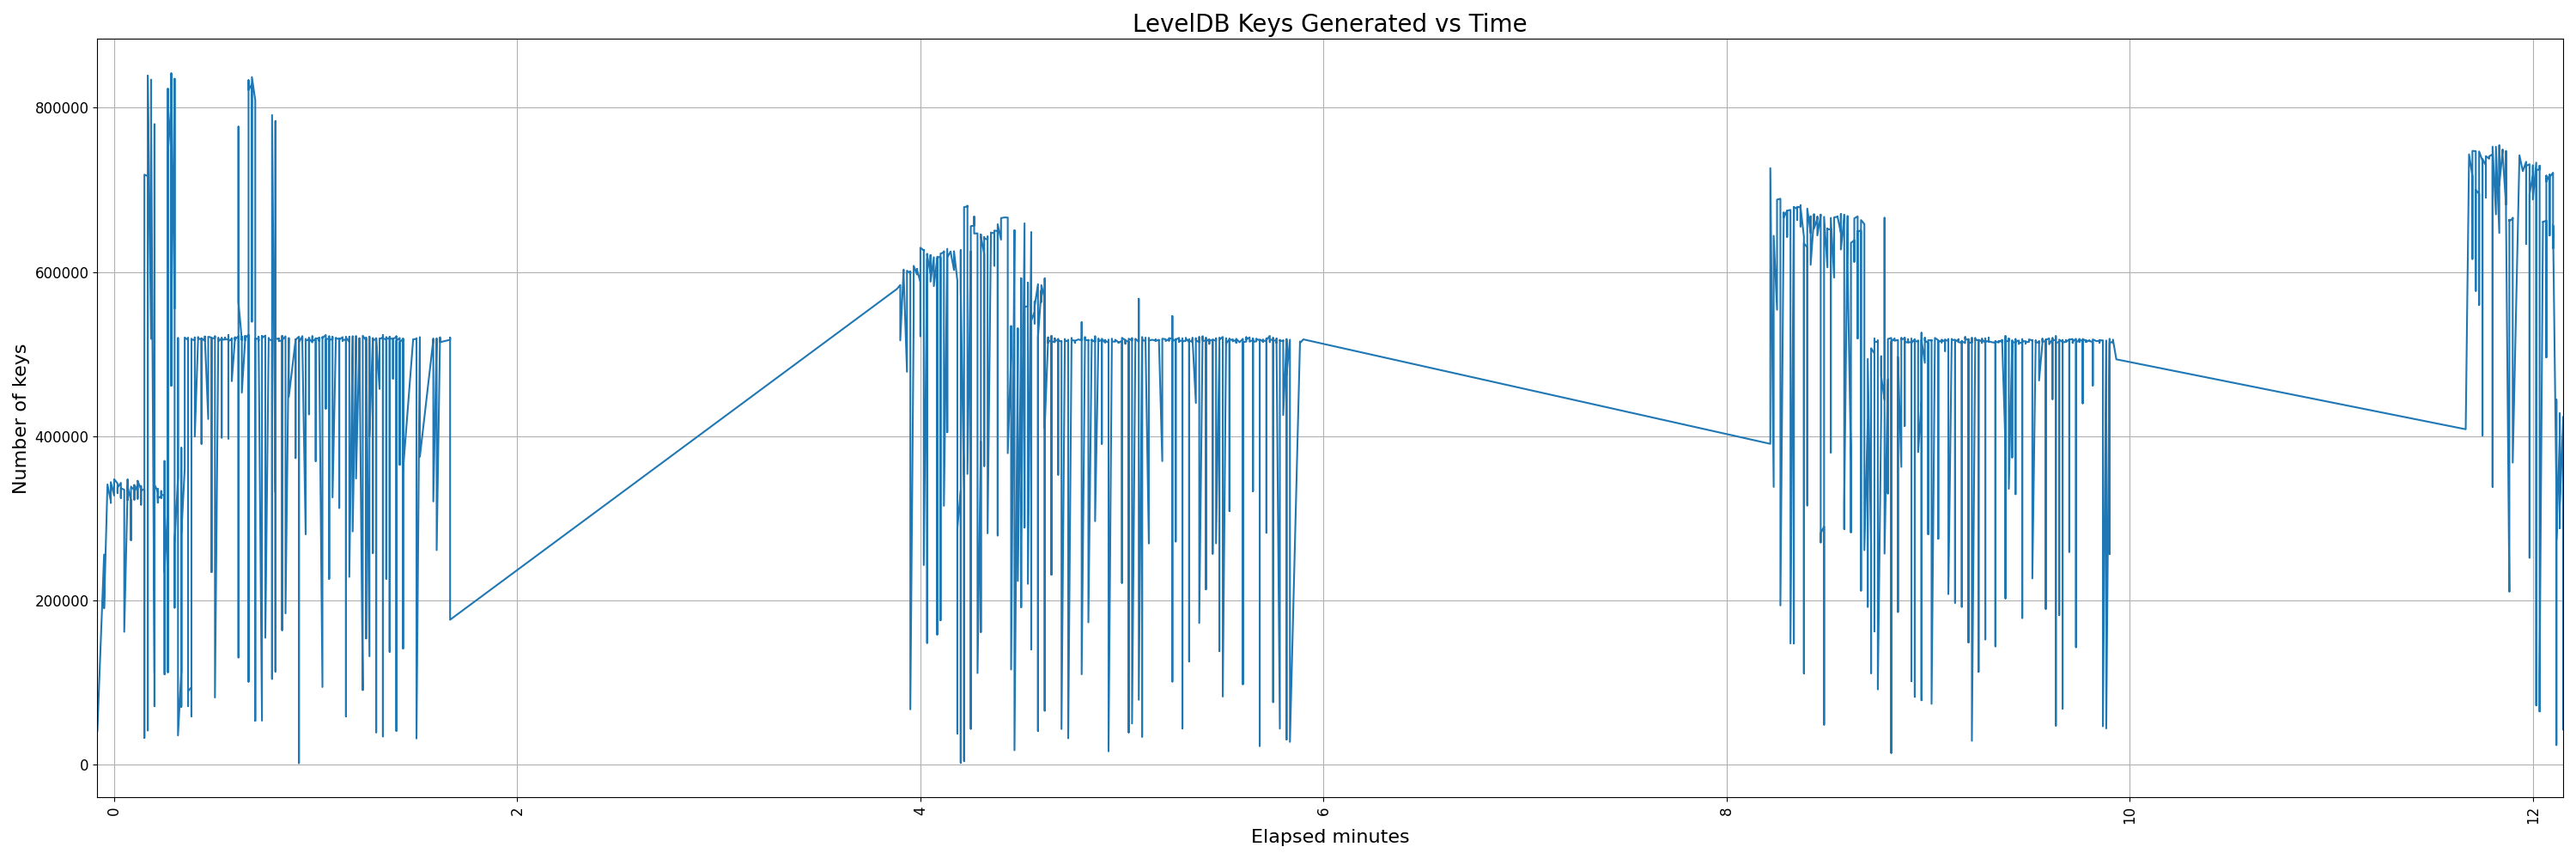 LevelDB Keys Generated vs Time
Number of keys
800000
600000
400000
200000
0
0 2 4 6 8 10 12
Elapsed minutes